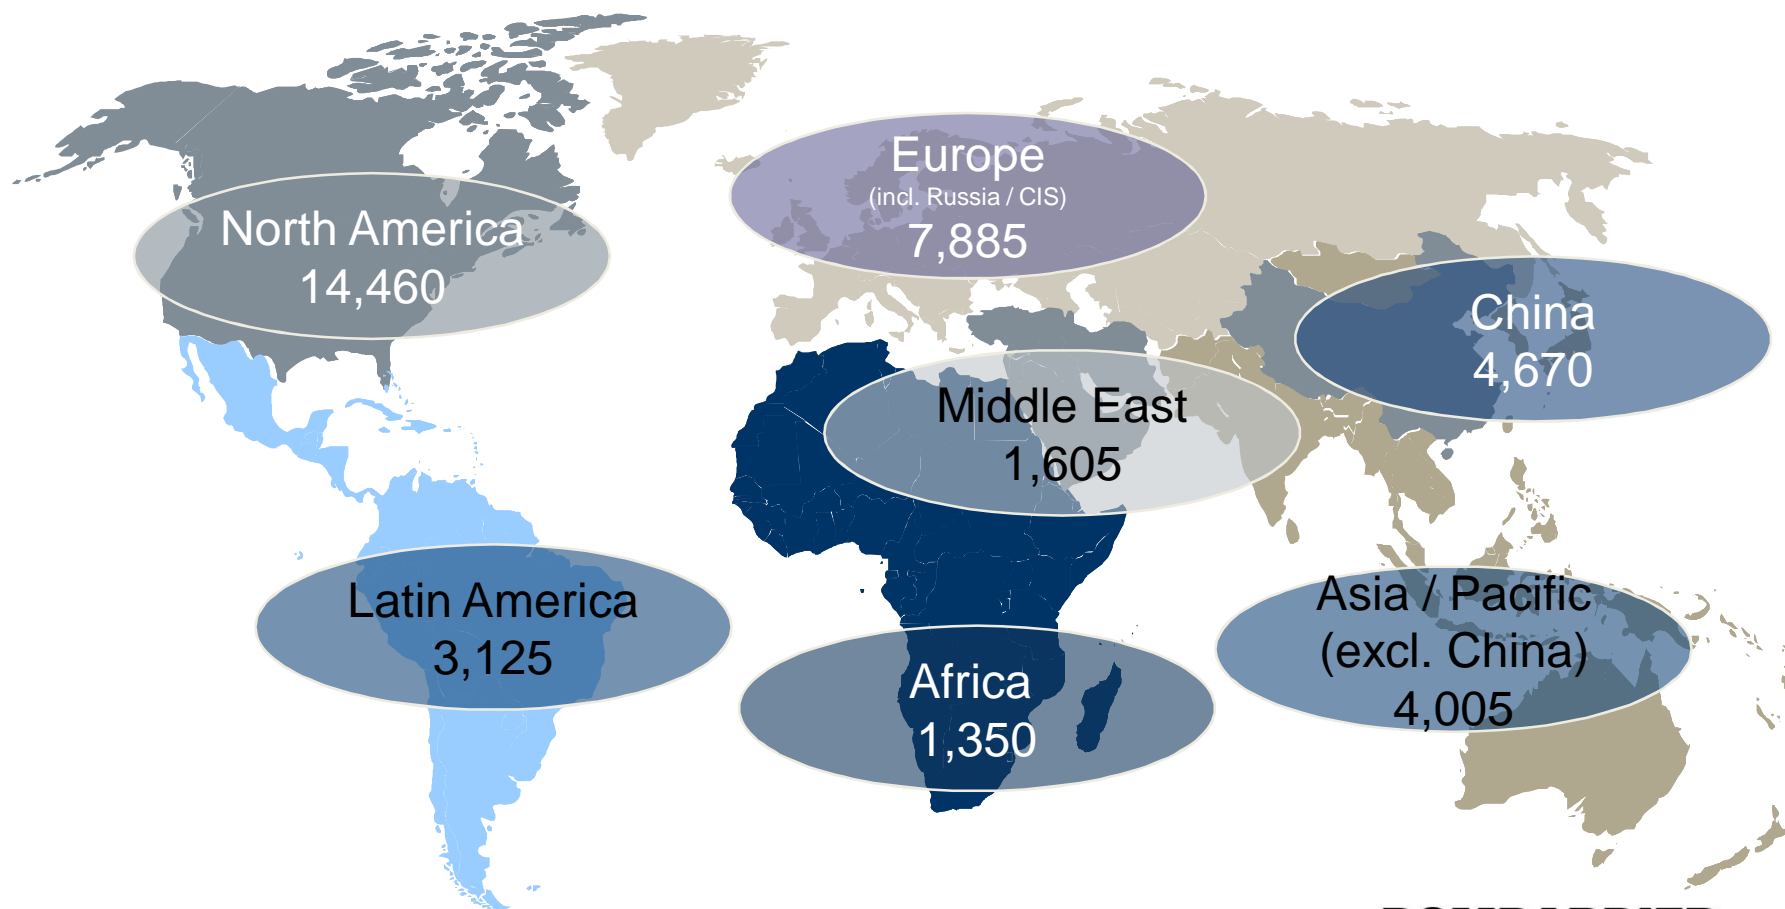 Europe
(incl. Russia / CIS)
7,885
North America
14,460
China
4,670
Middle East
1,605
Latin America
3,125
Asia / Pacific
(excl. China)
4,005
Africa
1,350